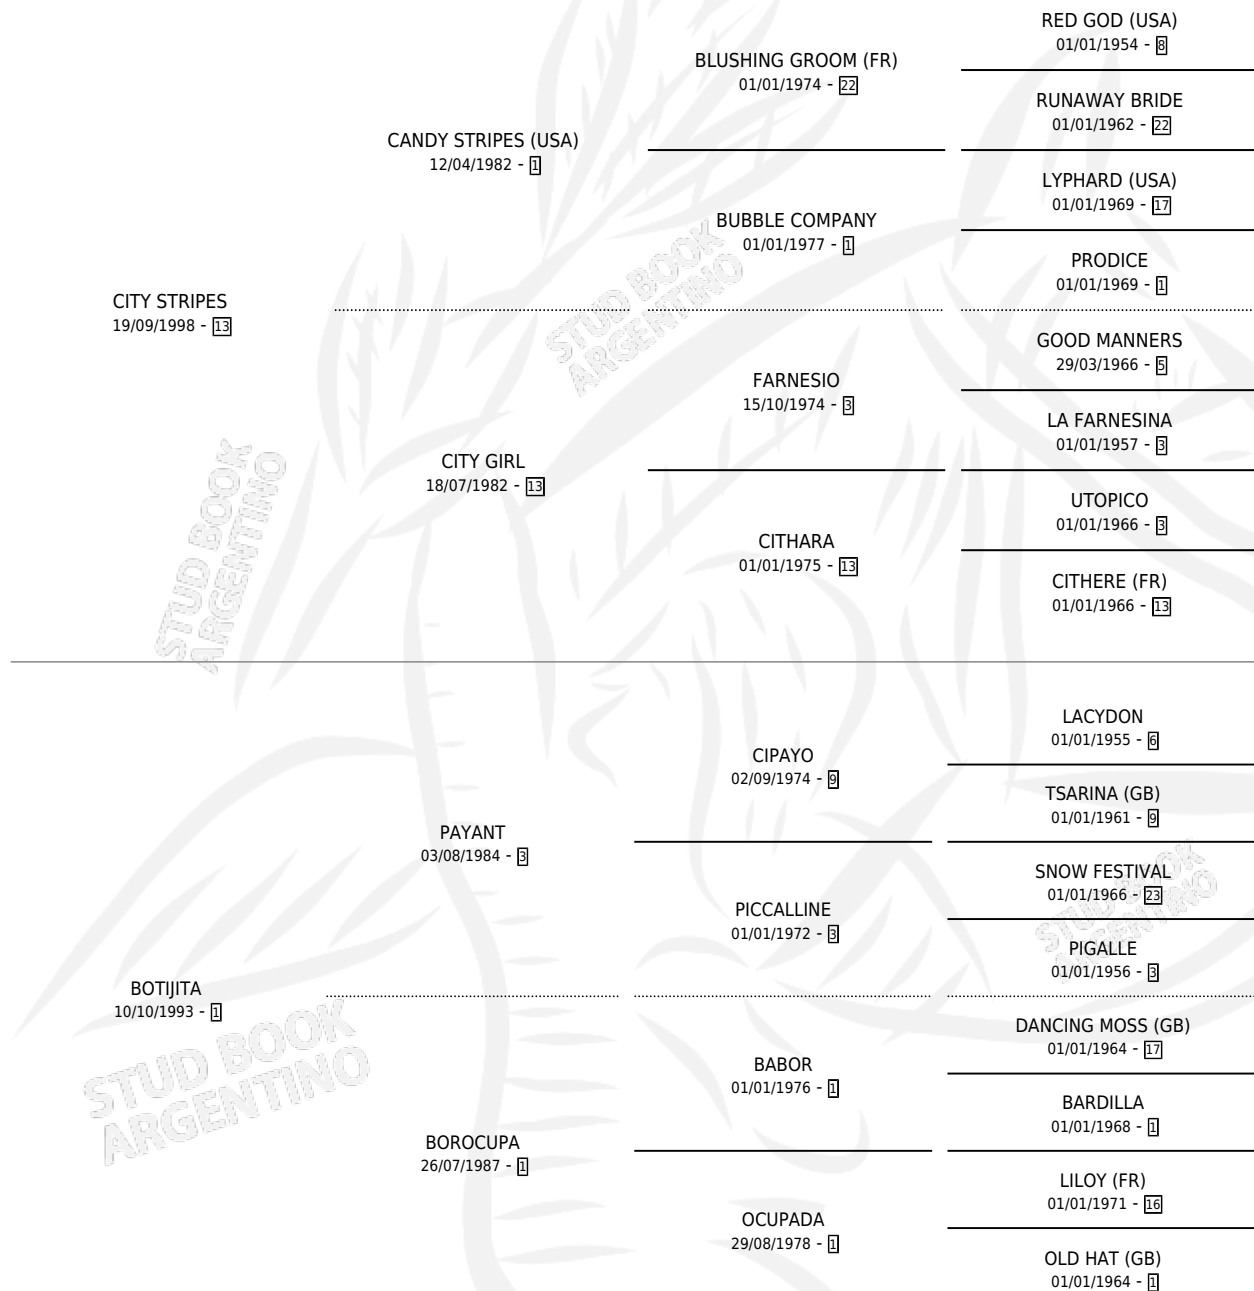 RED GOD (USA)
01/01/1954 - 8
BLUSHING GROOM (FR)
01/01/1974 - 22
RUNAWAY BRIDE
01/01/1962 - 22
CANDY STRIPES (USA)
12/04/1982 - 1
LYPHARD (USA)
01/01/1969 - 17
BUBBLE COMPANY
01/01/1977 - 1
PRODICE
01/01/1969 - 1
CITY STRIPES
19/09/1998 - 13
STUD BOOK
ARGENTINO
GOOD MANNERS
29/03/1966 - 5
FARNESIO
15/10/1974 - 3
LA FARNESINA
01/01/1957 - 3
CITY GIRL
18/07/1982 - 13
UTOPICO
01/01/1966 - 3
CITHARA
01/01/1975 - 13
CITHERE (FR)
01/01/1966 - 13
STUD BOOK
ARGENTINO
LACYDON
01/01/1955 - 6
CIPAYO
02/09/1974 - 9
TSARINA (GB)
01/01/1961 - 9
PAYANT
03/08/1984 - 3
SNOW FESTIVAL
01/01/1966 - 23
PICCALLINE
01/01/1972 - 3
STUD BOOK
ARGENTINO
PIGALLE
01/01/1956 - 3
BOTIJITA
10/10/1993 - 1
STUD BOOK
ARGENTINO
DANCING MOSS (GB)
01/01/1964 - 17
BABOR
01/01/1976 - 1
BARDILLA
01/01/1968 - 1
BOROCUPA
26/07/1987 - 1
LILOY (FR)
01/01/1971 - 16
OCUPADA
29/08/1978 - 1
OLD HAT (GB)
01/01/1964 - 1